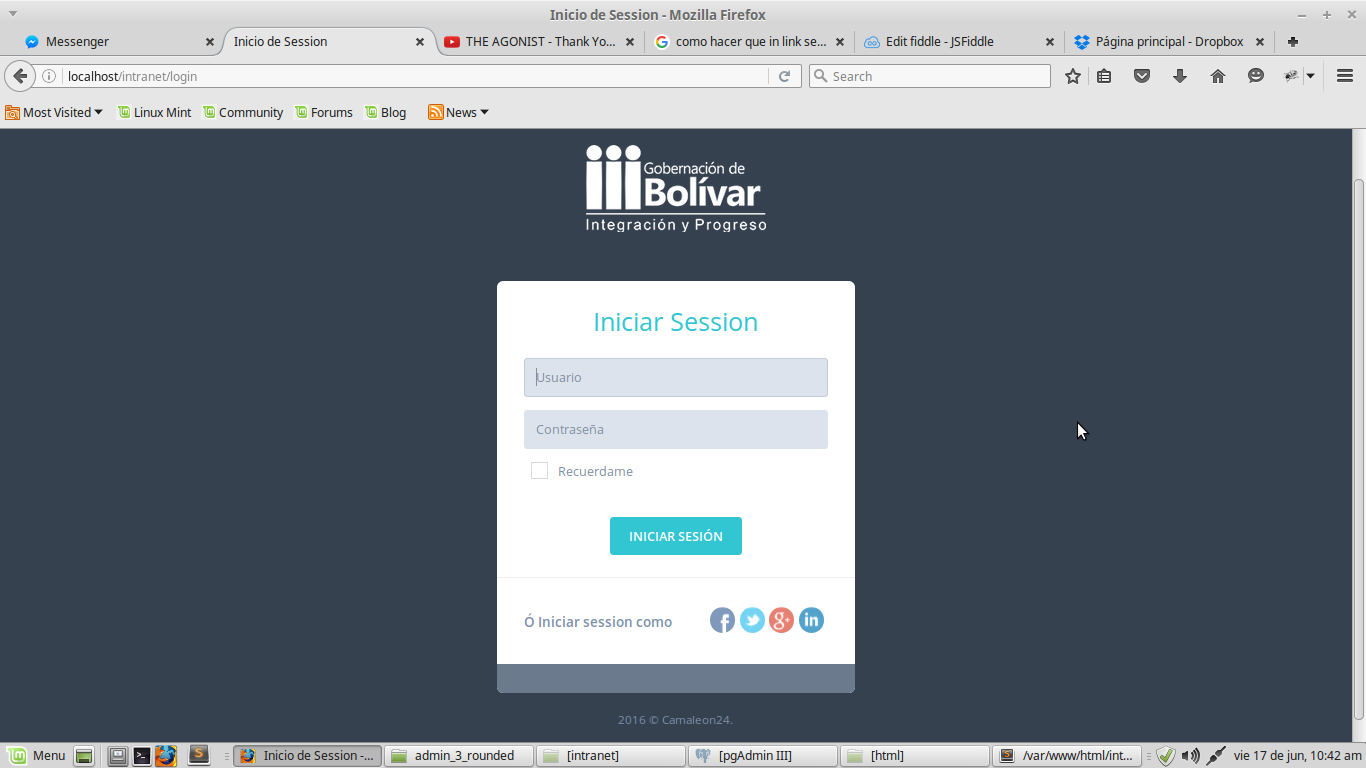 Inicio de Session - Mozilla Firefox
Messenger
Inicio de Session
THE AGONIST - Thank Yo...
como hacer que in link se...
Edit fiddle - JSFiddle
Página principal - Dropbox
localhost/intranet/login
Search
Most Visited
Linux Mint
Community
Forums
Blog
News
Gobernación de
Bolívar
Integración y Progreso
Iniciar Session
Usuario
Contraseña
Recuerdame
INICIAR SESIÓN
Ó Iniciar session como
2016 © Camaleon24.
Menu
Inicio de Session -...
admin_3_rounded
[intranet]
[pgAdmin III]
[html]
/var/www/html/int...
vie 17 de jun, 10:42 am